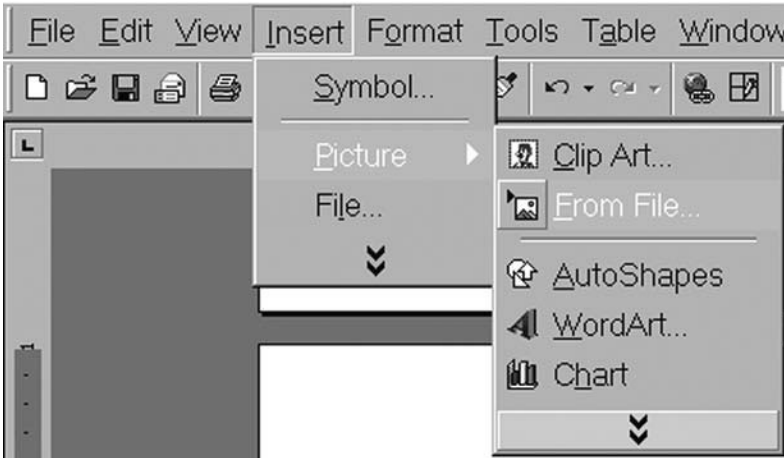 File Edit View Insert Format Tools Table Window
Symbol...
Picture
File...
Clip Art...
From File...
AutoShapes
WordArt...
Chart